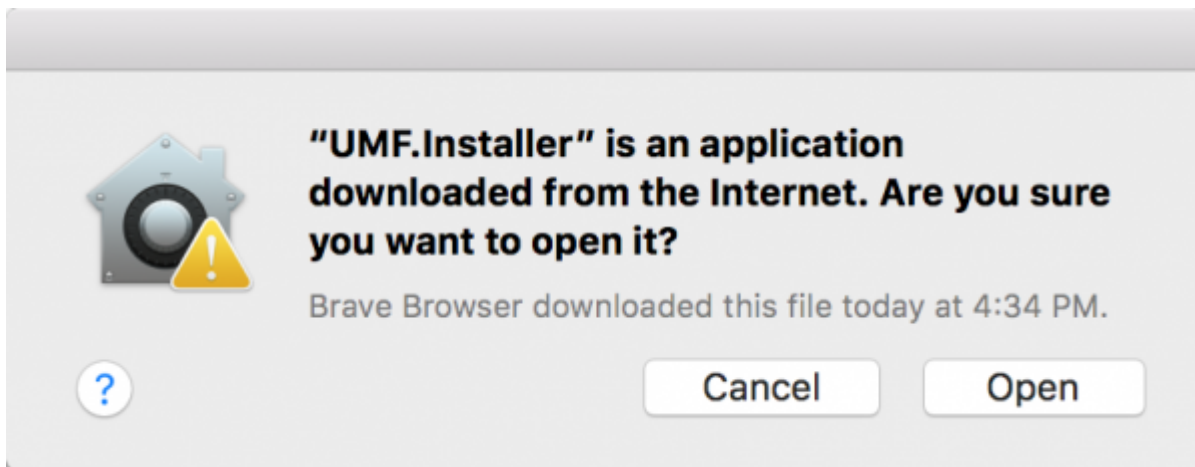 "UMF.Installer" is an application
downloaded from the Internet. Are you sure
you want to open it?
Brave Browser downloaded this file today at 4:34 PM.
?
Cancel
Open